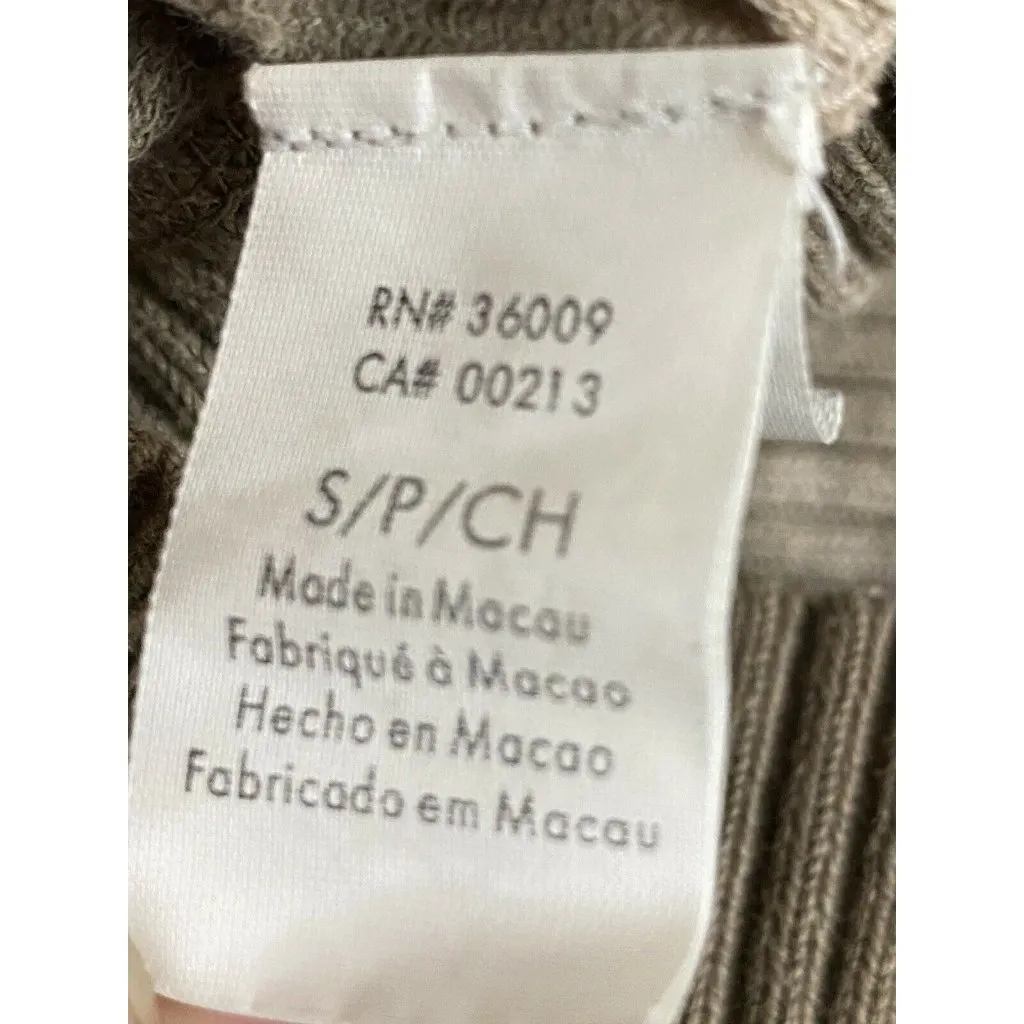 RN# 36009
CA# 00213
S/P/CH
Made in Macau
Fabriqué à Macao
Hecho en Macao
Fabricado em Macau